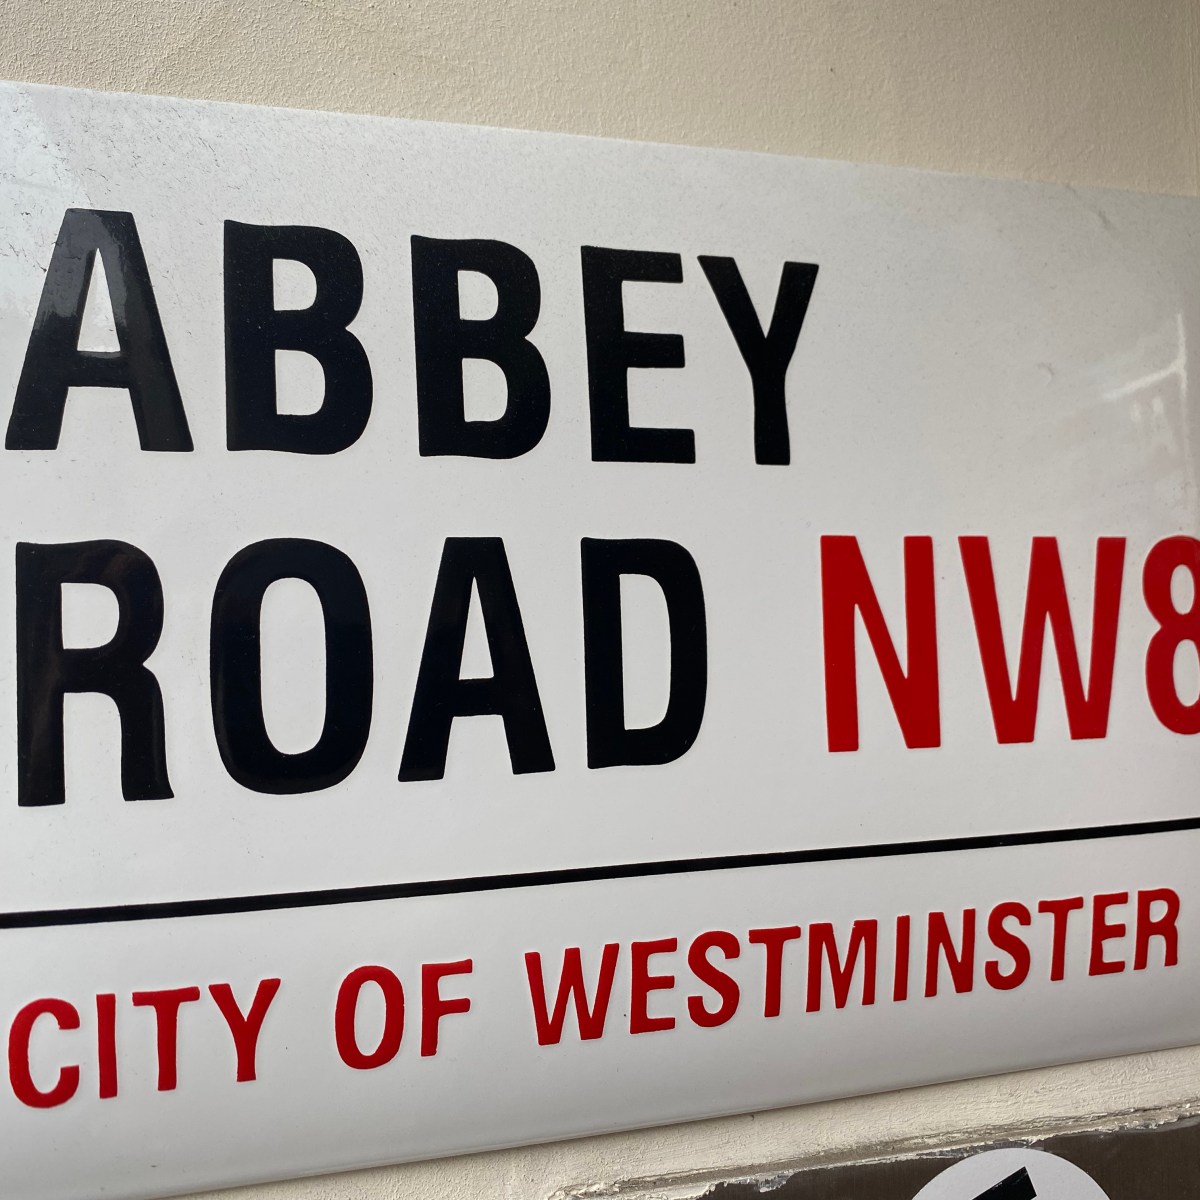 ABBEY
ROAD NW8
CITY OF WESTMINSTER